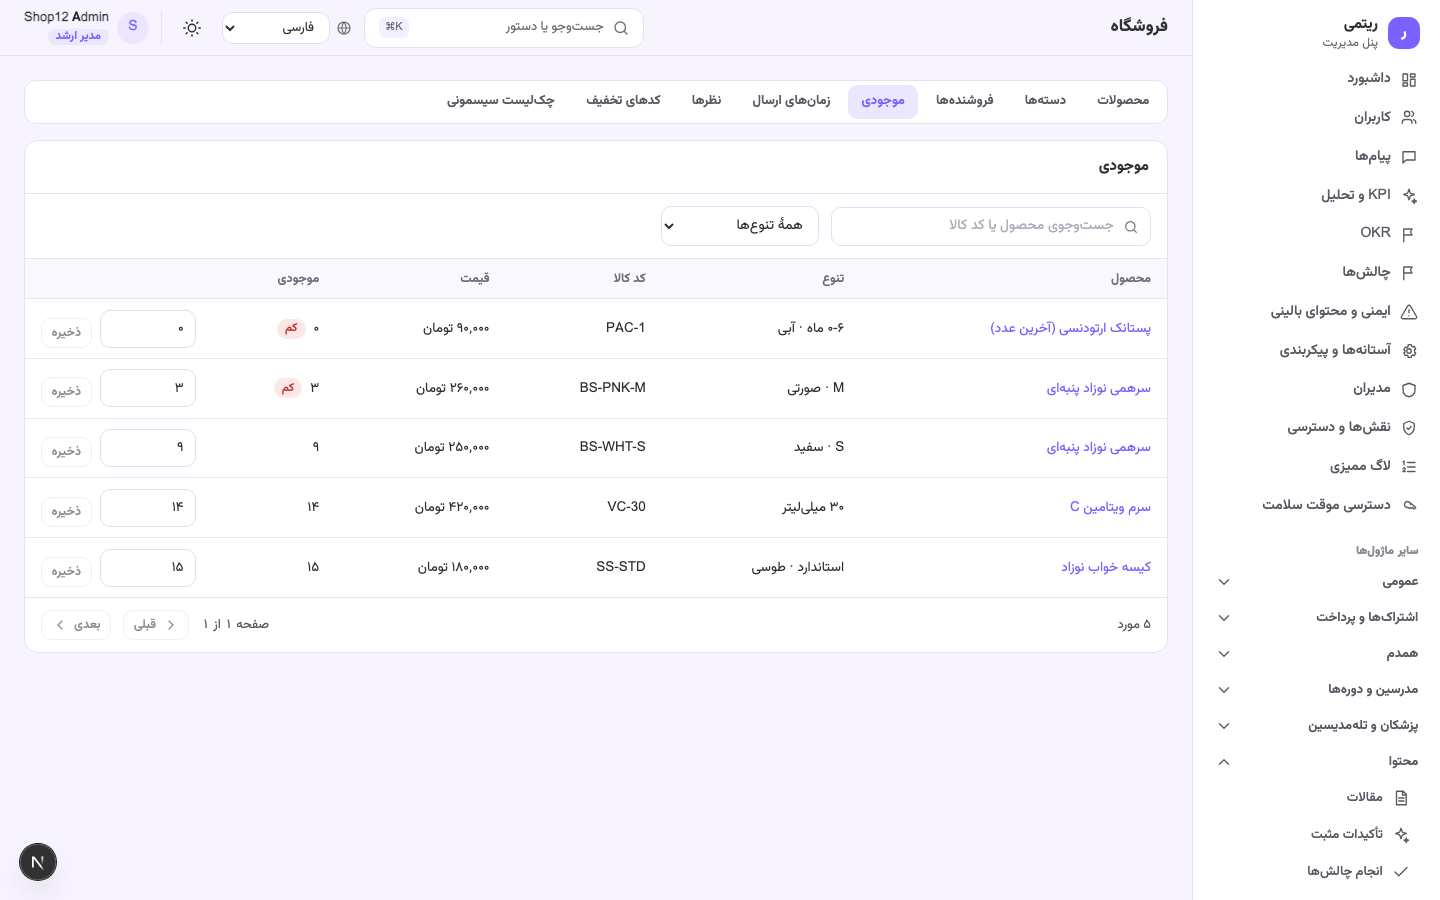 ر
ریتمی
پنل مدیریت
داشبورد
کاربران
پیام‌ها
KPI و تحلیل
OKR
چالش‌ها
ایمنی و محتوای بالینی
آستانه‌ها و پیکربندی
مدیران
نقش‌ها و دسترسی
لاگ ممیزی
دسترسی موقت سلامت
سایر ماژول‌ها
عمومی
اشتراک‌ها و پرداخت
همدم
مدرسین و دوره‌ها
پزشکان و تله‌مدیسین
محتوا
مقالات
تأکیدات مثبت
انجام چالش‌ها
فروشگاه
جست‌وجو یا دستور ⌘K
فارسی
S
Shop12 Admin
مدیر ارشد
محصولات دسته‌ها فروشنده‌ها موجودی زمان‌های ارسال نظرها کدهای تخفیف چک‌لیست سیسمونی
موجودی
جست‌وجوی محصول یا کد کالا همهٔ تنوع‌ها
محصول تنوع کد کالا قیمت موجودی
پستانک ارتودنسی (آخرین عدد) ۰-۶ ماه · آبی PAC-1 ۹۰٬۰۰۰ تومان ۰ کم ۰ ذخیره
سرهمی نوزاد پنبه‌ای M · صورتی BS-PNK-M ۲۶۰٬۰۰۰ تومان ۳ کم ۳ ذخیره
سرهمی نوزاد پنبه‌ای S · سفید BS-WHT-S ۲۵۰٬۰۰۰ تومان ۹ ۹ ذخیره
سرم ویتامین C ۳۰ میلی‌لیتر VC-30 ۴۲۰٬۰۰۰ تومان ۱۴ ۱۴ ذخیره
کیسه خواب نوزاد استاندارد · طوسی SS-STD ۱۸۰٬۰۰۰ تومان ۱۵ ۱۵ ذخیره
۵ مورد صفحه ۱ از ۱ قبلی بعدی
N